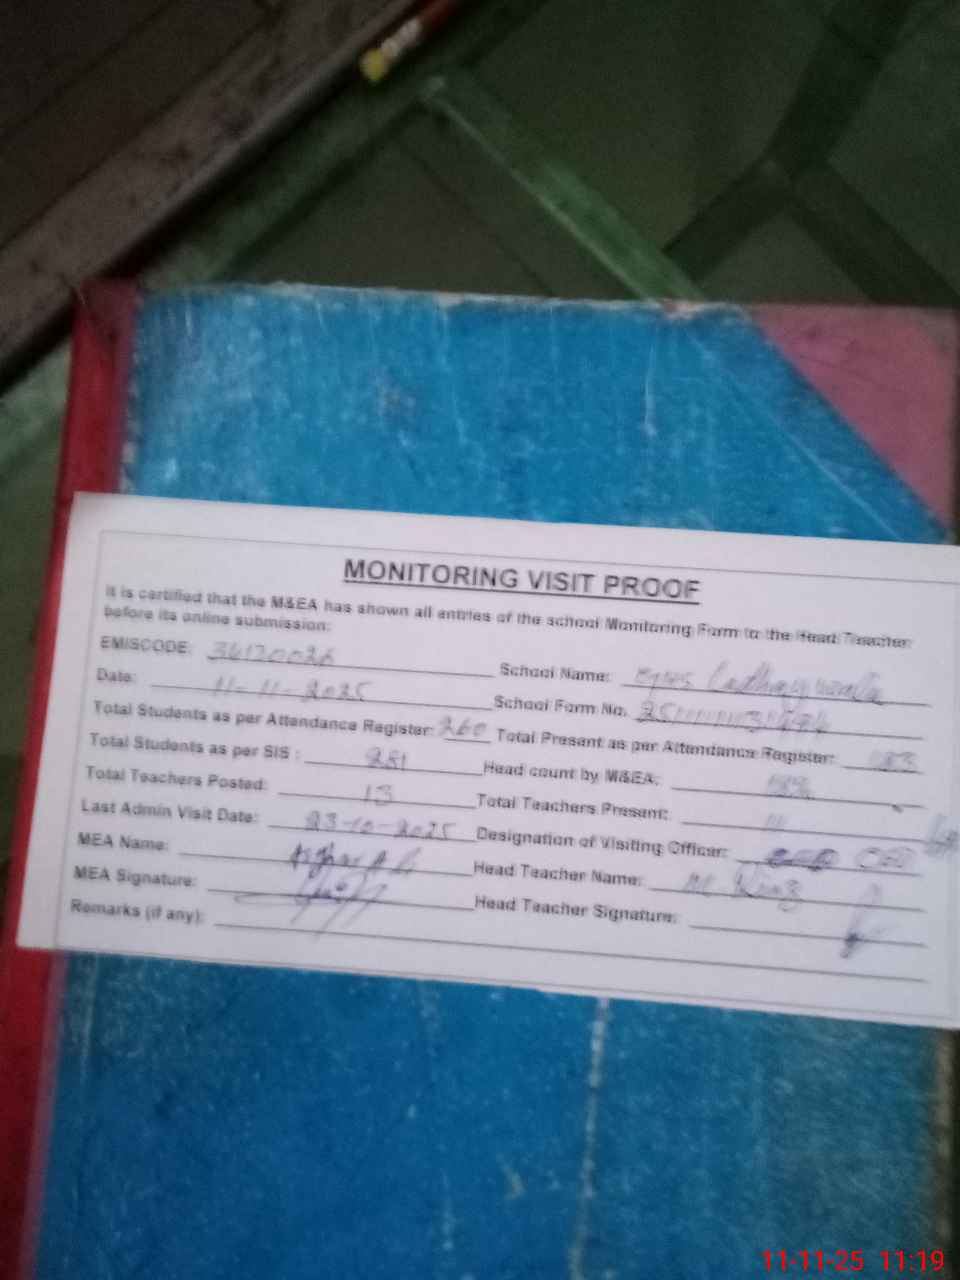 MONITORING VISIT PROOF
It is certified that the M&EA has shown all entries of the school Monitoring Form to the Head Teacher
before its online submission:
EMISCODE: School Name:
Date: 11-11-2025 School Form No.
Total Students as per Attendance Register: 260 Total Present as per Attendance Register:
Total Students as per SIS : 281 Head count by M&EA:
Total Teachers Posted: 13 Total Teachers Present:
Last Admin Visit Date: 23-10-2025 Designation of Visiting Officer: CEO
MEA Name: Asghar Ali Head Teacher Name:
MEA Signature: Head Teacher Signature:
Remarks (if any):
11-11-25 11:19